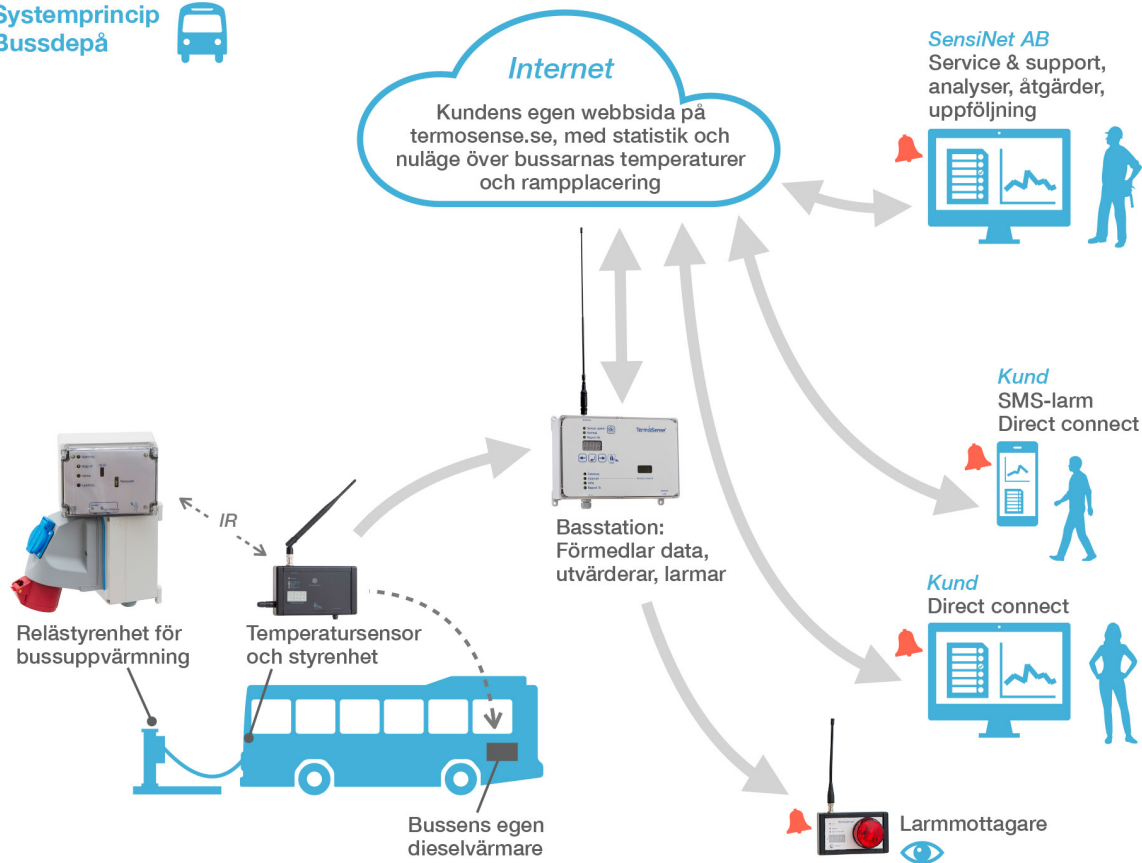 Systemprincip
Bussdepå
Internet
Kundens egen webbsida på
termosense.se, med statistik och
nuläge över bussarnas temperaturer
och rampplacering
SensiNet AB
Service & support,
analyser, åtgärder,
uppföljning
Kund
SMS-larm
Direct connect
TermoServer
Basstation:
Förmedlar data,
utvärderar, larmar
IR
Kund
Direct connect
Relästyrenhet för
bussuppvärmning
Temperatursensor
och styrenhet
Bussens egen
dieselvärmare
Larmmottagare